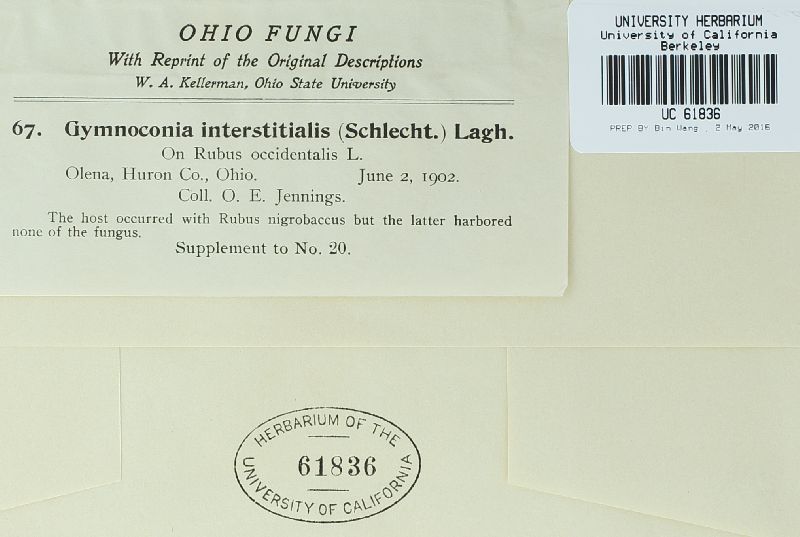 OHIO FUNGI
With Reprint of the Original Descriptions
W. A. Kellerman, Ohio State University
67. Gymnoconia interstitialis (Schlecht.) Lagh.
On Rubus occidentalis L.
Olena, Huron Co., Ohio. June 2, 1902.
Coll. O. E. Jennings.
The host occurred with Rubus nigrobaccus but the latter harbored
none of the fungus.
Supplement to No. 20.
UNIVERSITY HERBARIUM
University of California
Berkeley
UC 61836
PREP BY Bin Wang , 2 May 2016
HERBARIUM OF THE
61836
UNIVERSITY OF CALIFORNIA